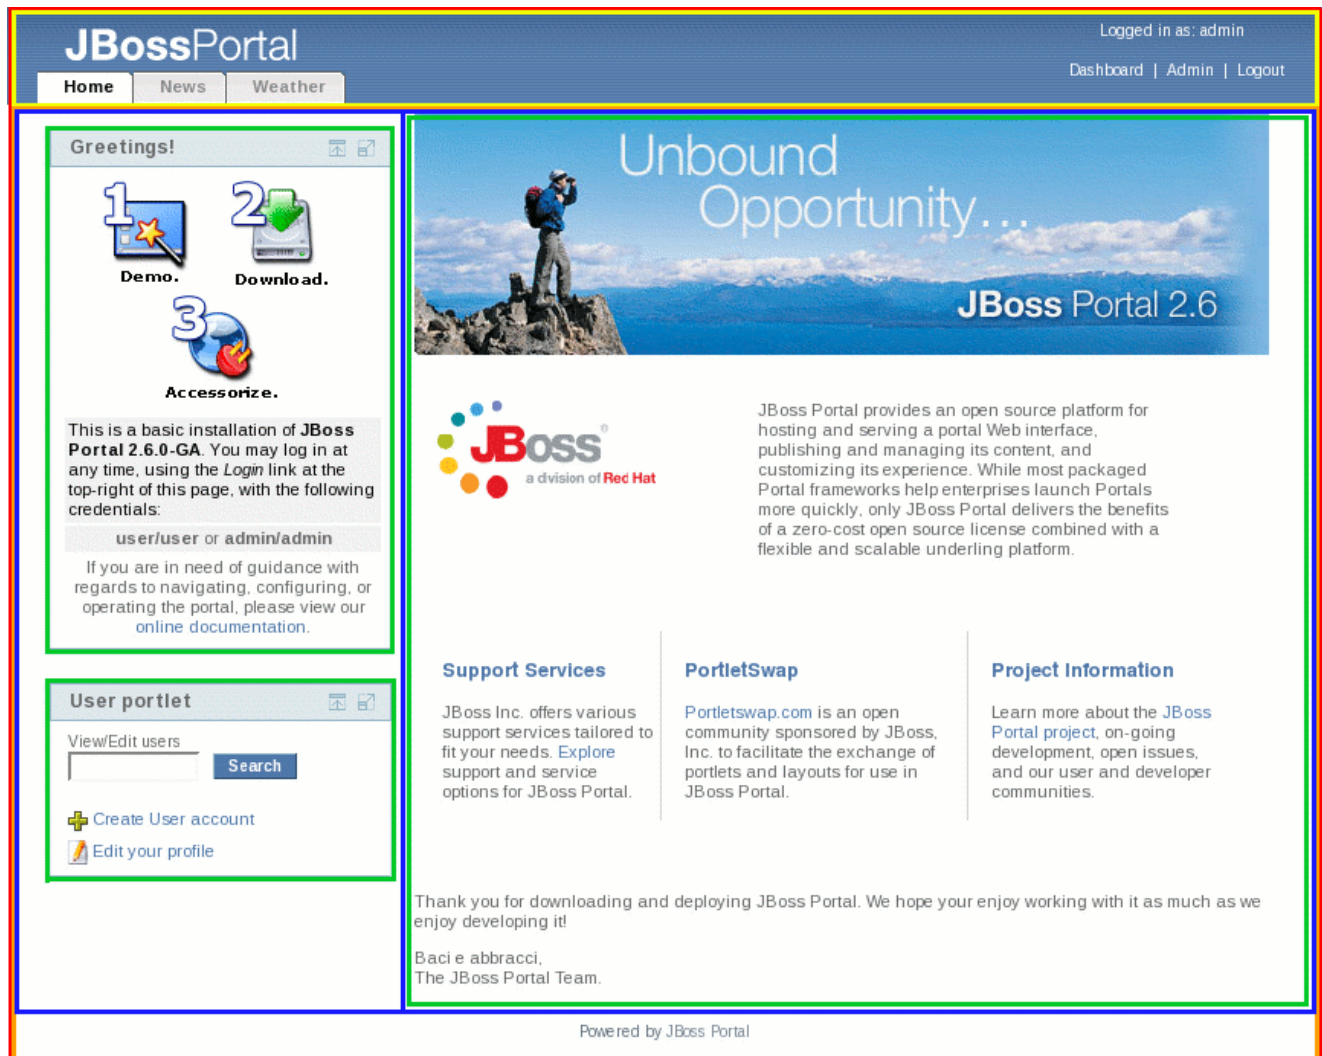 JBossPortal
Logged in as: admin
Dashboard | Admin | Logout
Home
News
Weather
Greetings!
1
Demo.
2
Download.
3
Accessorize.
This is a basic installation of JBoss
Portal 2.6.0-GA. You may log in at
any time, using the Login link at the
top-right of this page, with the following
credentials:
user/user or admin/admin
If you are in need of guidance with
regards to navigating, configuring, or
operating the portal, please view our
online documentation.
User portlet
View/Edit users
Search
Create User account
Edit your profile
Unbound
Opportunity...
JBoss Portal 2.6
JBoss®
a division of Red Hat
JBoss Portal provides an open source platform for
hosting and serving a portal Web interface,
publishing and managing its content, and
customizing its experience. While most packaged
Portal frameworks help enterprises launch Portals
more quickly, only JBoss Portal delivers the benefits
of a zero-cost open source license combined with a
flexible and scalable underling platform.
Support Services
JBoss Inc. offers various
support services tailored to
fit your needs. Explore
support and service
options for JBoss Portal.
PortletSwap
Portletswap.com is an open
community sponsored by JBoss,
Inc. to facilitate the exchange of
portlets and layouts for use in
JBoss Portal.
Project Information
Learn more about the JBoss
Portal project, on-going
development, open issues,
and our user and developer
communities.
Thank you for downloading and deploying JBoss Portal. We hope your enjoy working with it as much as we
enjoy developing it!
Baci e abbracci,
The JBoss Portal Team.
Powered by JBoss Portal